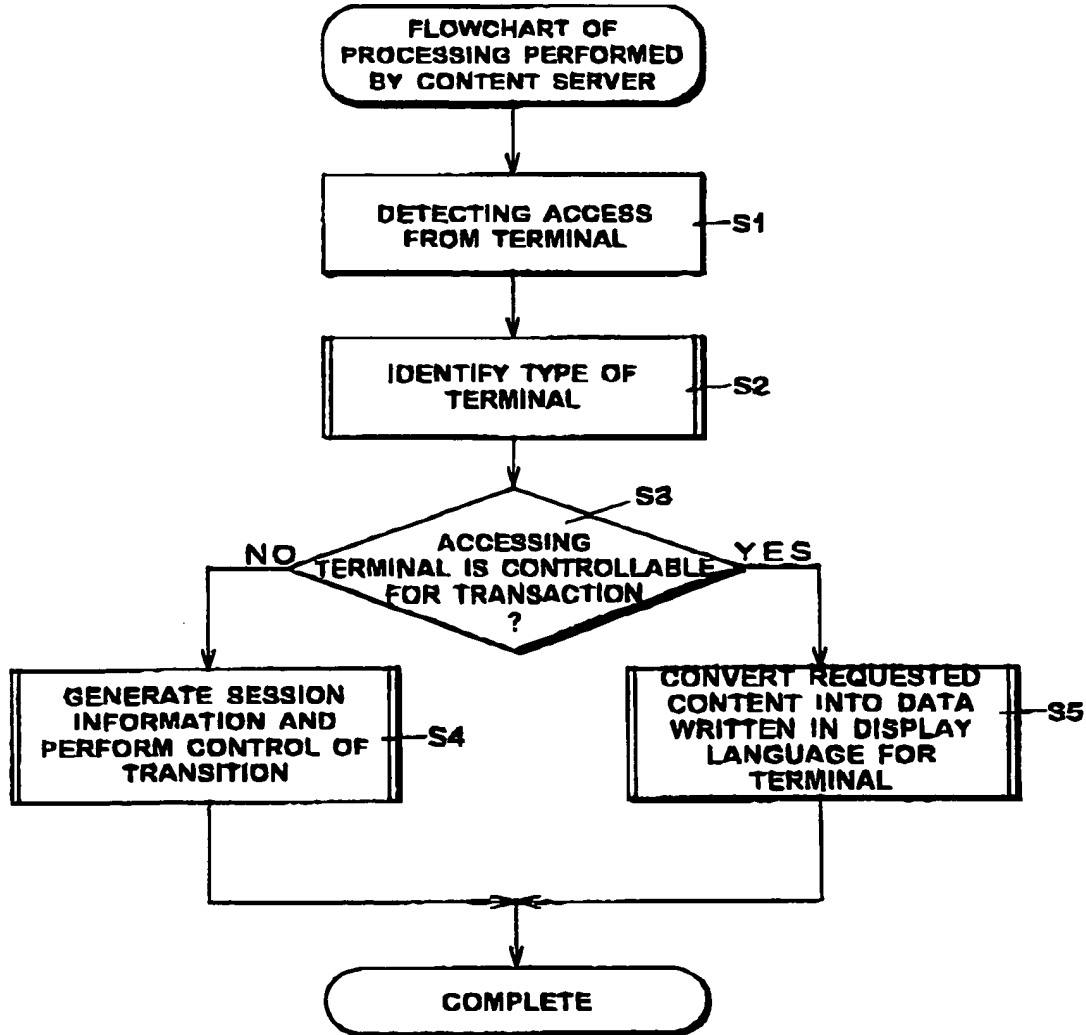 FLOWCHART OF
PROCESSING PERFORMED
BY CONTENT SERVER
DETECTING ACCESS
FROM TERMINAL
S1
IDENTIFY TYPE OF
TERMINAL
S2
S3
NO
YES
ACCESSING
TERMINAL IS CONTROLLABLE
FOR TRANSACTION
?
GENERATE SESSION
INFORMATION AND
PERFORM CONTROL OF
TRANSITION
S4
CONVERT REQUESTED
CONTENT INTO DATA
WRITTEN IN DISPLAY
LANGUAGE FOR
TERMINAL
S5
COMPLETE